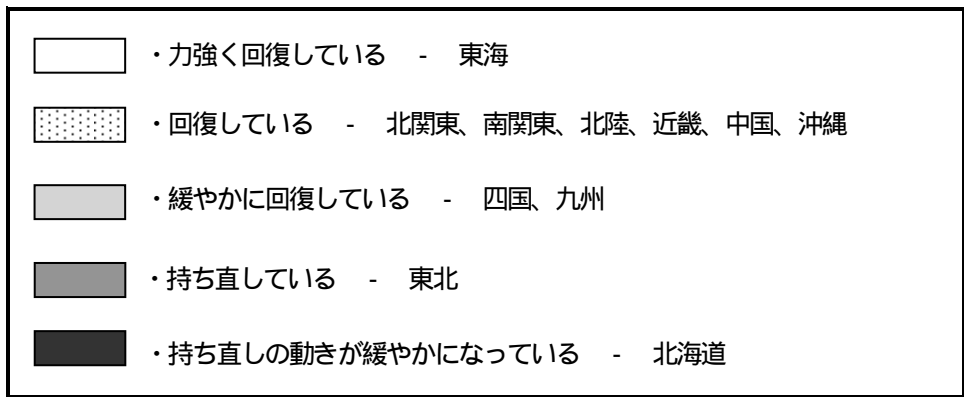 ・力強く回復している - 東海
・回復している - 北関東、南関東、北陸、近畿、中国、沖縄
・緩やかに回復している - 四国、九州
・持ち直している - 東北
・持ち直しの動きが緩やかになっている - 北海道